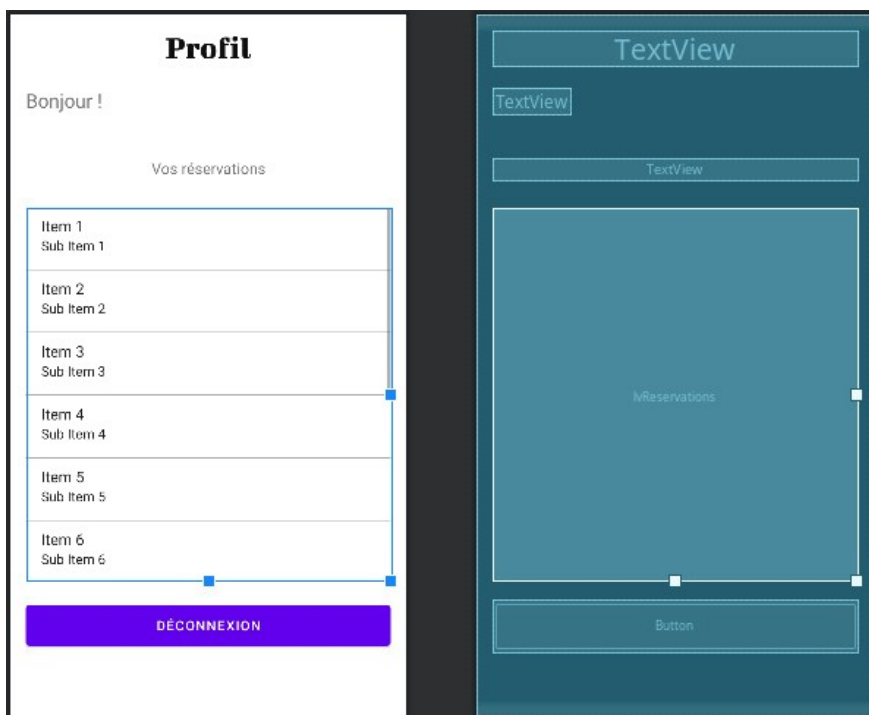 Profil
Bonjour !
Vos réservations
Item 1
Sub Item 1
Item 2
Sub Item 2
Item 3
Sub Item 3
Item 4
Sub Item 4
Item 5
Sub Item 5
Item 6
Sub Item 6
DÉCONNEXION
TextView
TextView
TextView
lvReservations
Button